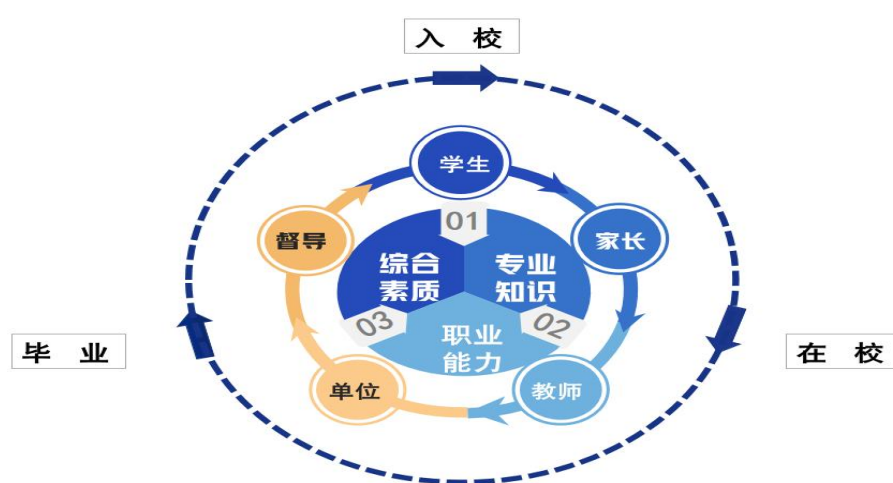 入 校
学生
督导
家长
01
综合
素质
专业
知识
03
02
职业
能力
毕 业
在 校
单位
教师